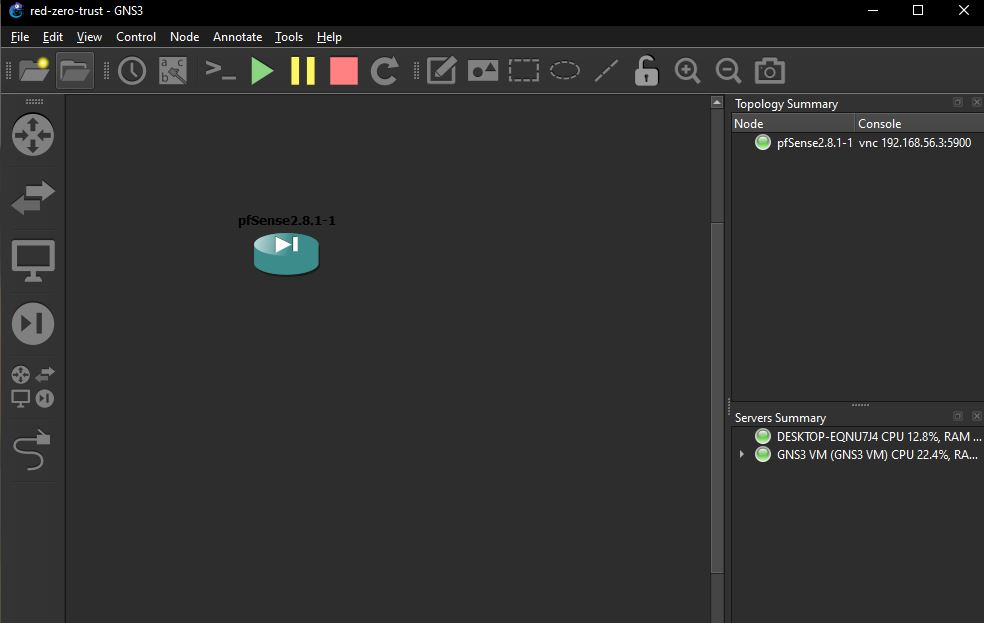 red-zero-trust - GNS3
File Edit View Control Node Annotate Tools Help
Topology Summary
Node Console
pfSense2.8.1-1 vnc 192.168.56.3:5900
pfSense2.8.1-1
Servers Summary
DESKTOP-EQNU7J4 CPU 12.8%, RAM ...
GNS3 VM (GNS3 VM) CPU 22.4%, RA...